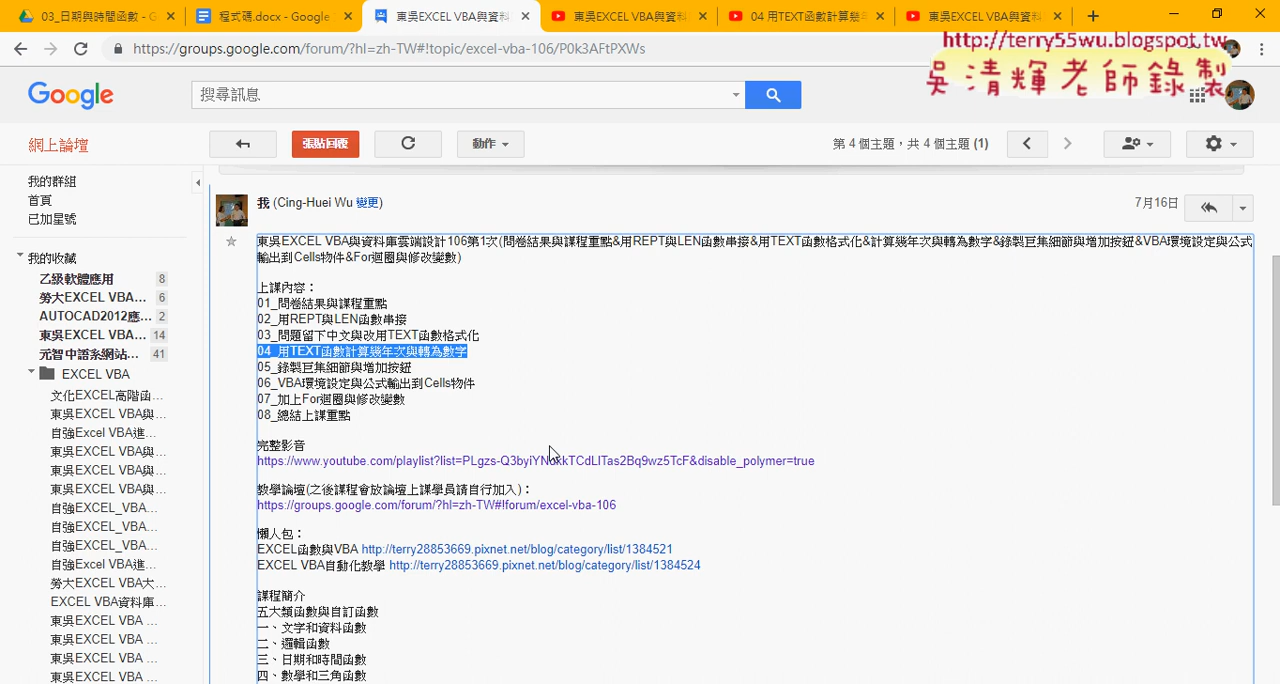 03_日期與時間函數 - G
程式碼.docx - Google
東吳EXCEL VBA與資料
東吳EXCEL VBA與資料
04 用TEXT函數計算幾年
東吳EXCEL VBA與資料
https://groups.google.com/forum/?hl=zh-TW#!topic/excel-vba-106/P0k3AFtPXWs
http://terry55wu.blogspot.tw
吳清輝老師錄製
Google
搜尋訊息
網上論壇
張貼回覆
動作
第 4 個主題，共 4 個主題 (1)
我的群組
首頁
已加星號
我的收藏
乙級軟體應用 8
勞大EXCEL VBA... 6
AUTOCAD2012應... 2
東吳EXCEL VBA... 14
元智中語系網站... 41
EXCEL VBA
文化EXCEL高階函...
東吳EXCEL VBA與...
自強Excel VBA進...
東吳EXCEL VBA與...
東吳EXCEL VBA與...
東吳EXCEL VBA與...
自強EXCEL_VBA...
自強EXCEL_VBA...
自強EXCEL_VBA...
自強Excel VBA進...
勞大EXCEL VBA大...
EXCEL VBA資料庫...
東吳EXCEL VBA ...
東吳EXCEL VBA ...
東吳EXCEL VBA ...
東吳EXCEL VBA ...
我 (Cing-Huei Wu 變更)
7月16日
東吳EXCEL VBA與資料庫雲端設計106第1次(問卷結果與課程重點&用REPT與LEN函數串接&用TEXT函數格式化&計算幾年次與轉為數字&錄製巨集細節與增加按鈕&VBA環境設定與公式
輸出到Cells物件&For迴圈與修改變數)
上課內容：
01_問卷結果與課程重點
02_用REPT與LEN函數串接
03_問題留下中文與改用TEXT函數格式化
04_用TEXT函數計算幾年次與轉為數字
05_錄製巨集細節與增加按鈕
06_VBA環境設定與公式輸出到Cells物件
07_加上For迴圈與修改變數
08_總結上課重點
完整影音
https://www.youtube.com/playlist?list=PLgzs-Q3byiYN kkTCdLITas2Bq9wz5TcF&disable_polymer=true
教學論壇(之後課程會放論壇上課學員請自行加入)：
https://groups.google.com/forum/?hl=zh-TW#!forum/excel-vba-106
懶人包：
EXCEL函數與VBA http://terry28853669.pixnet.net/blog/category/list/1384521
EXCEL VBA自動化教學 http://terry28853669.pixnet.net/blog/category/list/1384524
課程簡介
五大類函數與自訂函數
一、文字和資料函數
二、邏輯函數
三、日期和時間函數
四、數學和三角函數